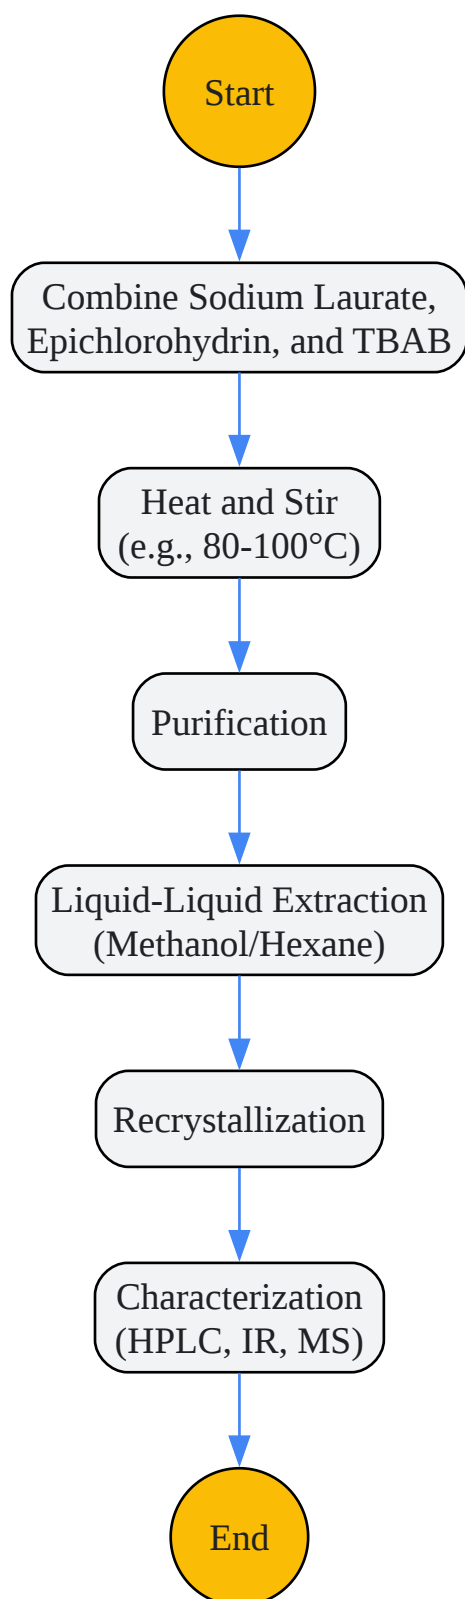 Start
Combine Sodium Laurate,
Epichlorohydrin, and TBAB
Heat and Stir
(e.g., 80-100°C)
Purification
Liquid-Liquid Extraction
(Methanol/Hexane)
Recrystallization
Characterization
(HPLC, IR, MS)
End